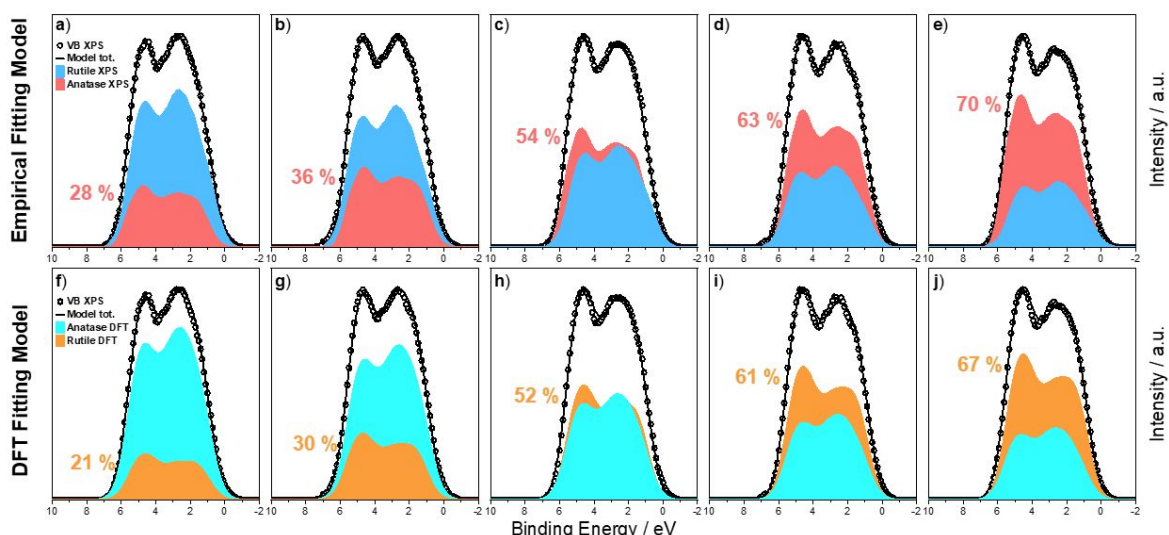 Empirical Fitting Model
a)
VB XPS
Model tot.
Rutile XPS
Anatase XPS
28 %
10 8 6 4 2 0 -2
b)
36 %
10 8 6 4 2 0 -2
c)
54 %
10 8 6 4 2 0 -2
d)
63 %
10 8 6 4 2 0 -2
e)
70 %
10 8 6 4 2 0 -2
Intensity / a.u.
DFT Fitting Model
f)
VB XPS
Model tot.
Anatase DFT
Rutile DFT
21 %
10 8 6 4 2 0 -2
g)
30 %
10 8 6 4 2 0 -2
h)
52 %
10 8 6 4 2 0 -2
i)
61 %
10 8 6 4 2 0 -2
j)
67 %
10 8 6 4 2 0 -2
Intensity / a.u.
Binding Energy / eV